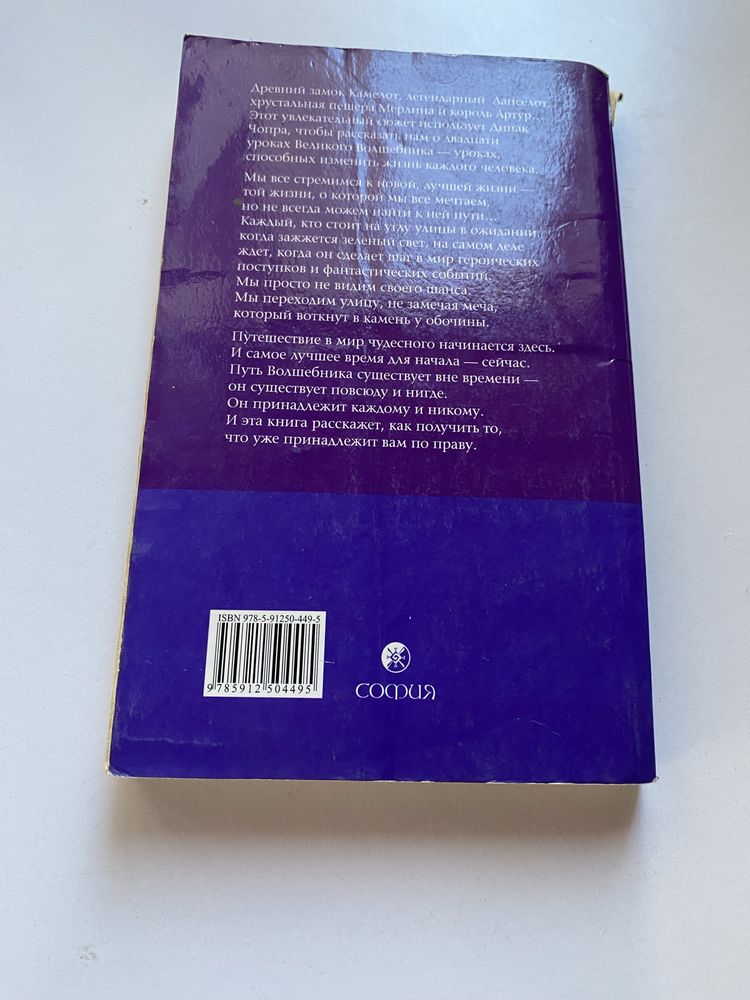 Древний замок Камелот, легендарный Ланселот,
хрустальная пещера Мерлина и король Артур...
Этот увлекательный сюжет использует Дипак
Чопра, чтобы рассказать нам о двадцати
уроках Великого Волшебника — уроках,
способных изменить жизнь каждого человека.
Мы все стремимся к новой, лучшей жизни —
той жизни, о которой мы все мечтаем,
но не всегда можем найти к ней пути...
Каждый, кто стоит на углу улицы в ожидании,
когда зажжется зеленый свет, на самом деле
ждет, когда он сделает шаг в мир героических
поступков и фантастических событий.
Мы просто не видим своего шанса.
Мы переходим улицу, не замечая меча,
который воткнут в камень у обочины.
Путешествие в мир чудесного начинается здесь.
И самое лучшее время для начала — сейчас.
Путь Волшебника существует вне времени —
он существует повсюду и нигде.
Он принадлежит каждому и никому.
И эта книга расскажет, как получить то,
что уже принадлежит вам по праву.
ISBN 978-5-91250-449-5
9 785912 504495
СОФИЯ